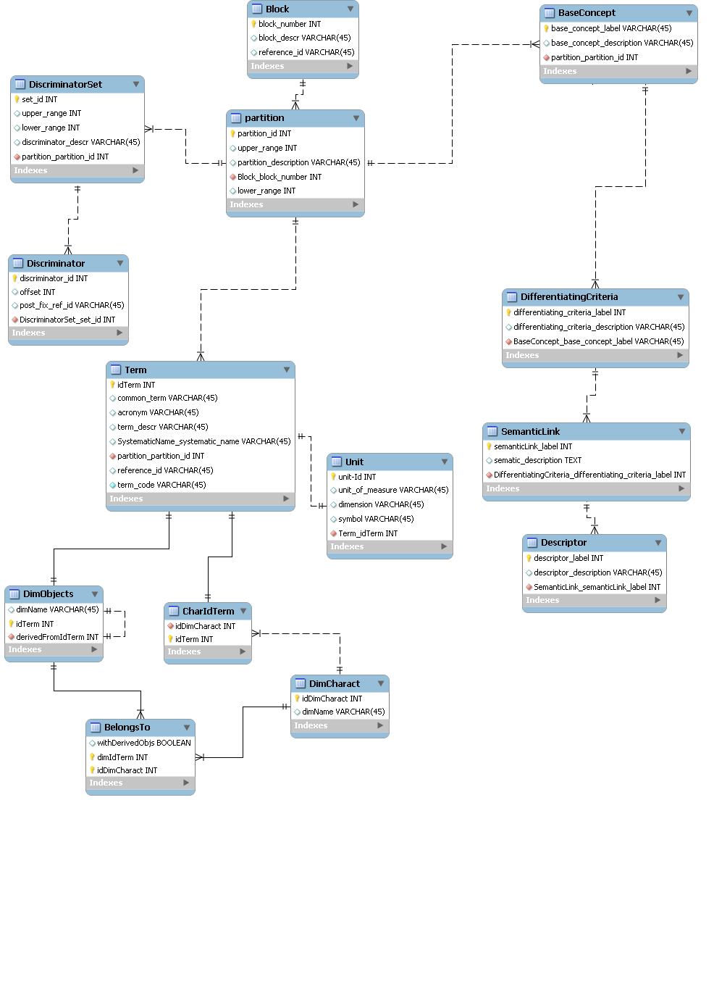 Block
block_number INT
block_descr VARCHAR(45)
reference_id VARCHAR(45)
Indexes
BaseConcept
base_concept_label VARCHAR(45)
base_concept_description VARCHAR(45)
partition_partition_id INT
Indexes
DiscriminatorSet
set_id INT
upper_range INT
lower_range INT
discriminator_descr VARCHAR(45)
partition_partition_id INT
Indexes
partition
partition_id INT
upper_range INT
partition_description VARCHAR(45)
Block_block_number INT
lower_range INT
Indexes
Discriminator
discriminator_id INT
offset INT
post_fix_ref_id VARCHAR(45)
DiscriminatorSet_set_id INT
Indexes
DifferentiatingCriteria
differentiating_criteria_label INT
differentiating_criteria_description VARCHAR(45)
BaseConcept_base_concept_label VARCHAR(45)
Indexes
Term
idTerm INT
common_term VARCHAR(45)
acronym VARCHAR(45)
term_descr VARCHAR(45)
SystematicName_systematic_name VARCHAR(45)
partition_partition_id INT
reference_id VARCHAR(45)
term_code VARCHAR(45)
Indexes
SemanticLink
semanticLink_label INT
sematic_description TEXT
DifferentiatingCriteria_differentiating_criteria_label INT
Indexes
Unit
unit-Id INT
unit_of_measure VARCHAR(45)
dimension VARCHAR(45)
symbol VARCHAR(45)
Term_idTerm INT
Indexes
Descriptor
descriptor_label INT
descriptor_description VARCHAR(45)
SemanticLink_semanticLink_label INT
Indexes
DimObjects
dimName VARCHAR(45)
idTerm INT
derivedFromIdTerm INT
Indexes
CharIdTerm
idDimCharact INT
idTerm INT
Indexes
DimCharact
idDimCharact INT
dimName VARCHAR(45)
Indexes
BelongsTo
withDerivedObjs BOOLEAN
dimIdTerm INT
idDimCharact INT
Indexes